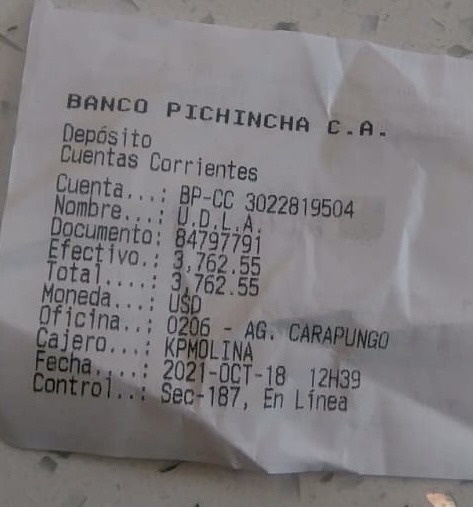 BANCO PICHINCHA C.A.
Depósito
Cuentas Corrientes
Cuenta...: BP-CC 3022819504
Nombre...: U.D.L.A.
Documento: 84797791
Efectivo.: 3,762.55
Total....: 3,762.55
Moneda...: USD
Oficina..: 0206 - AG. CARAPUNGO
Cajero...: KPMOLINA
Fecha....: 2021-OCT-18 12H39
Control..: Sec-187, En Línea